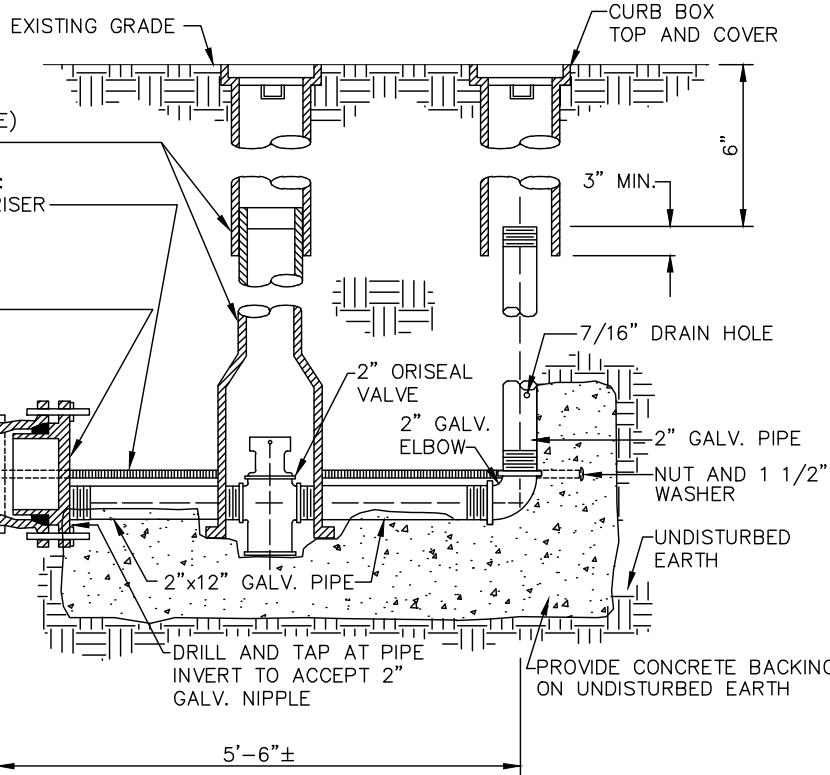 EXISTING GRADE
CURB BOX
TOP AND COVER
E)
:
RISER
6"
3" MIN.
7/16" DRAIN HOLE
2" ORISEAL
VALVE
2" GALV.
ELBOW
2" GALV. PIPE
NUT AND 1 1/2"
WASHER
UNDISTURBED
EARTH
2"x12" GALV. PIPE
DRILL AND TAP AT PIPE
INVERT TO ACCEPT 2"
GALV. NIPPLE
PROVIDE CONCRETE BACKING
ON UNDISTURBED EARTH
5'-6"±